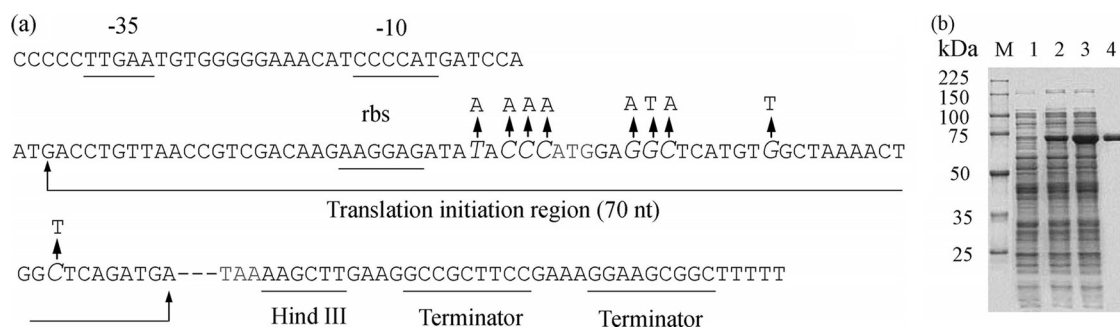 (a)
-35 -10
CCCCCTTGAATGTGGGGGAAACATCCCCATGATCCA
A A A A A T A T
rbs
ATGACCTGTTAACCGTCGACAAGAAGGAGATATACCCATGGAGGCTCATGTGGCTAAAACT
Translation initiation region (70 nt)
T
GGCTCAGATGA---TAAAAGCTTGAAGGCCGCTTCCGAAAGGAAGCGGCTTTTT
Hind III Terminator Terminator
(b)
kDa M 1 2 3 4
225
150
100
75
50
35
25